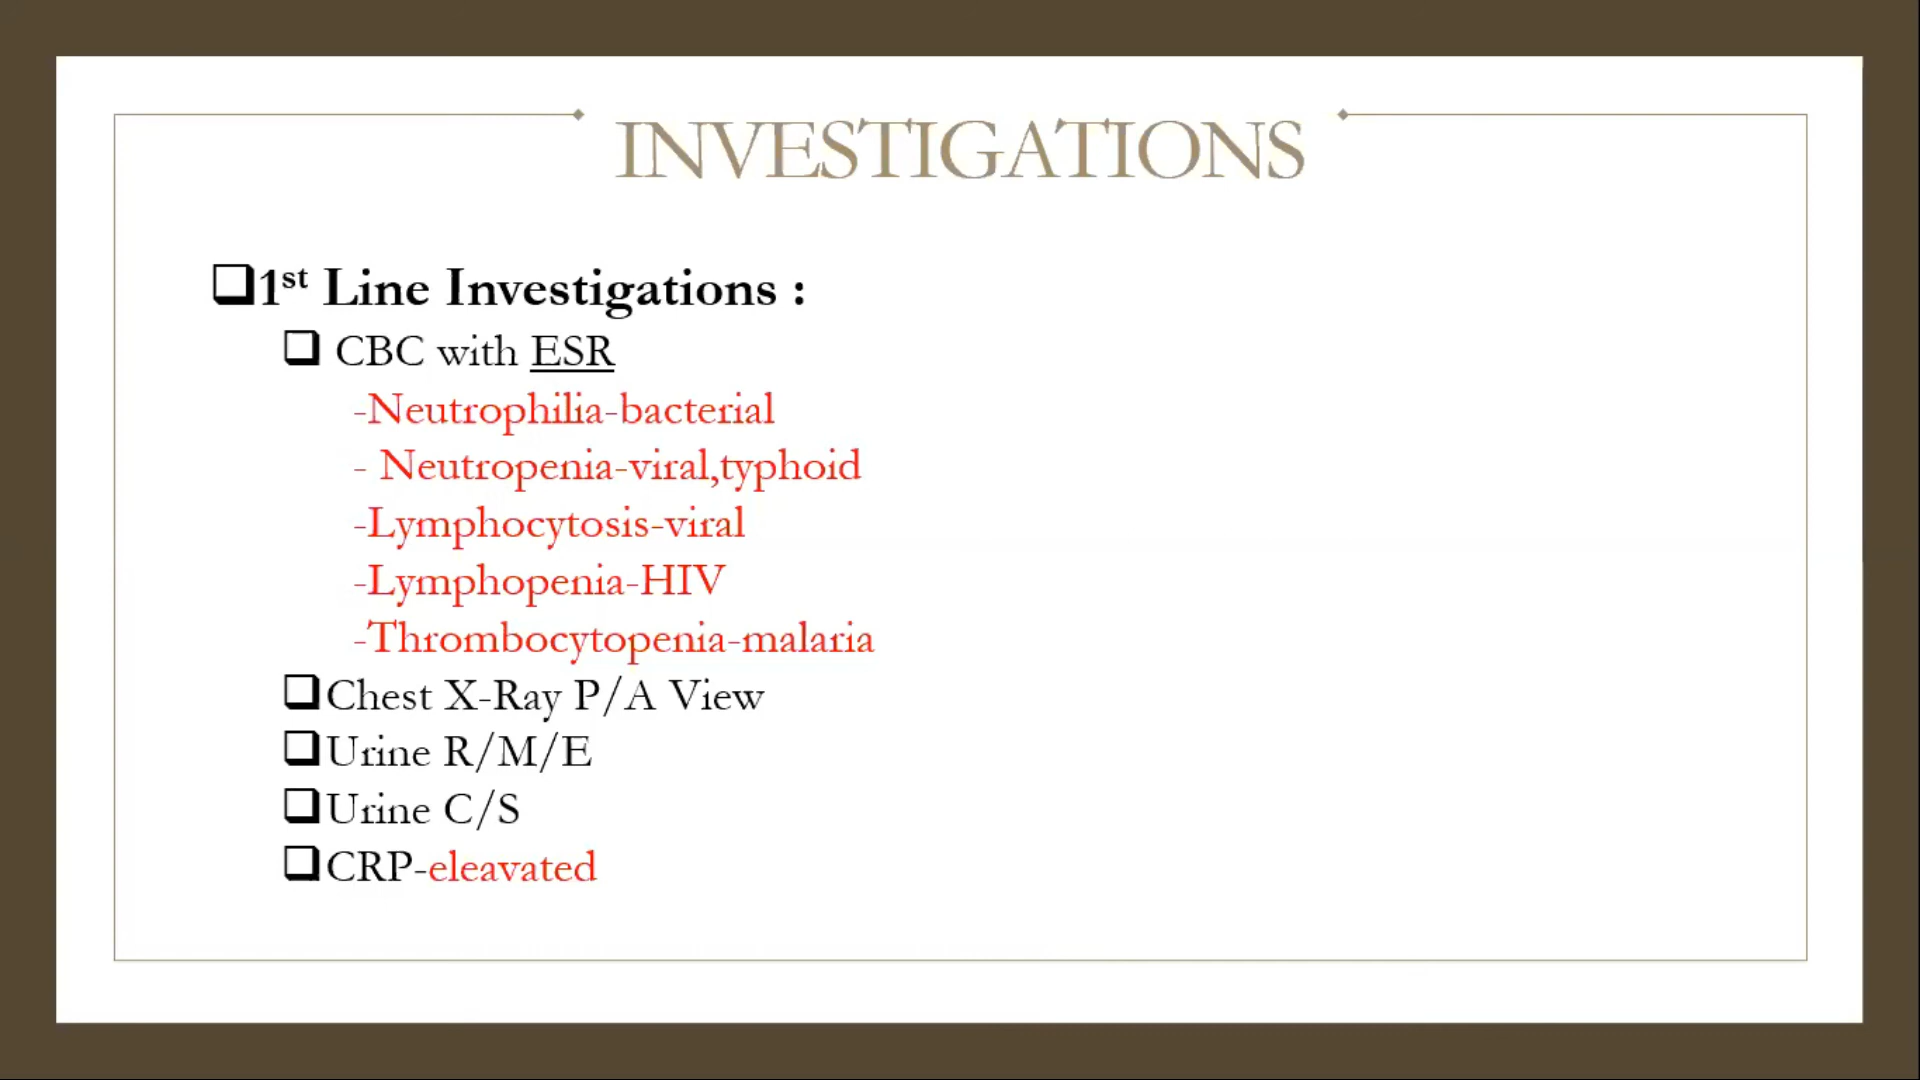 INVESTIGATIONS
1st Line Investigations :
CBC with ESR
-Neutrophilia-bacterial
- Neutropenia-viral,typhoid
-Lymphocytosis-viral
-Lymphopenia-HIV
-Thrombocytopenia-malaria
Chest X-Ray P/A View
Urine R/M/E
Urine C/S
CRP-eleavated